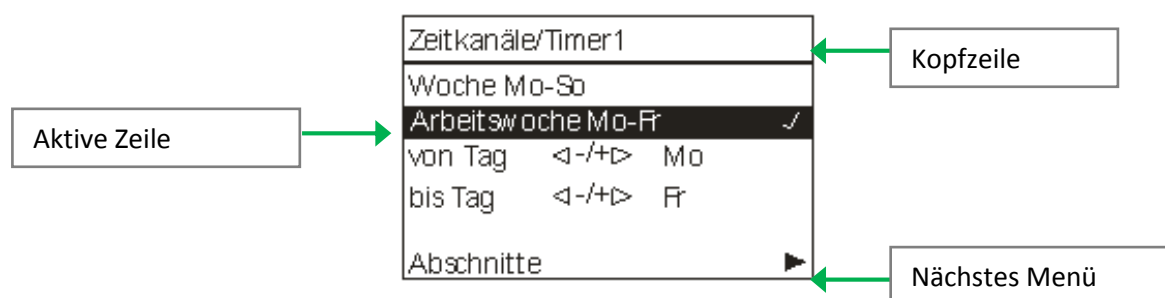 Zeitkanäle/Timer1
Kopfzeile
Woche Mo-So
Aktive Zeile
Arbeitswoche Mo-Fr ✓
von Tag ◁-/+▷ Mo
bis Tag ◁-/+▷ Fr
Abschnitte ▶
Nächstes Menü